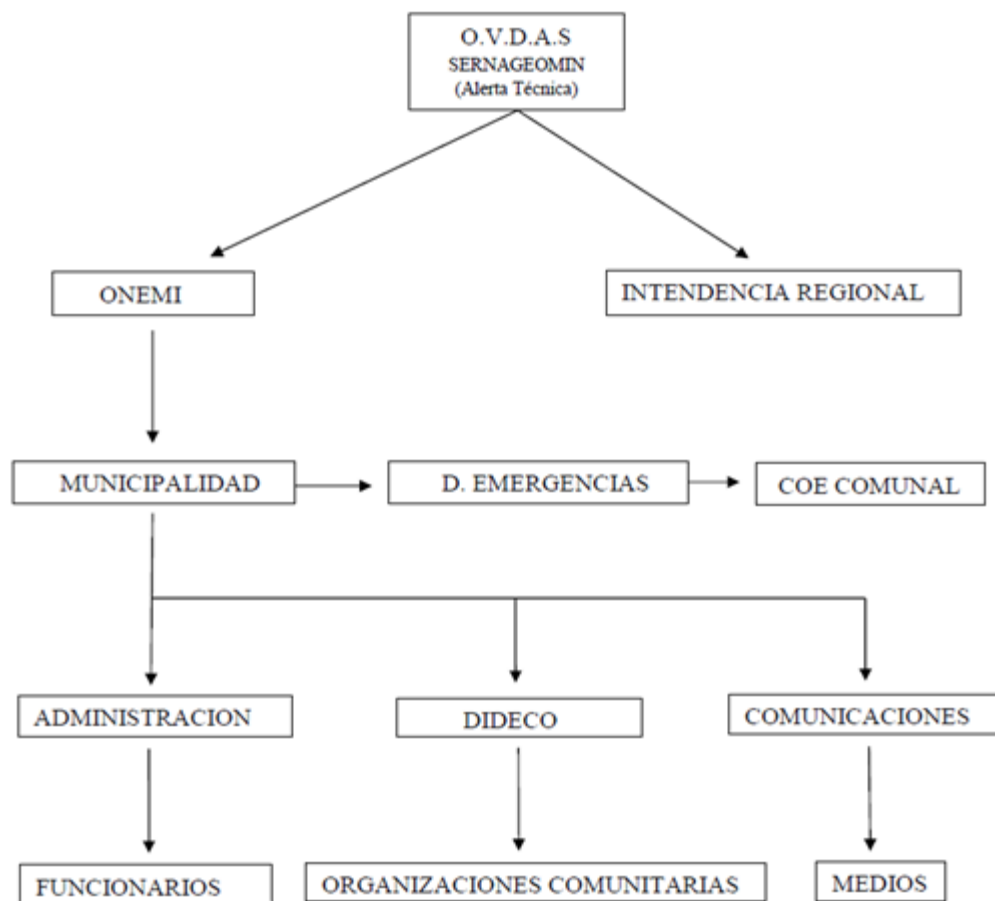 O.V.D.A.S
SERNAGEOMIN
(Alerta Técnica)
ONEMI
INTENDENCIA REGIONAL
MUNICIPALIDAD
D. EMERGENCIAS
COE COMUNAL
ADMINISTRACION
DIDECO
COMUNICACIONES
FUNCIONARIOS
ORGANIZACIONES COMUNITARIAS
MEDIOS